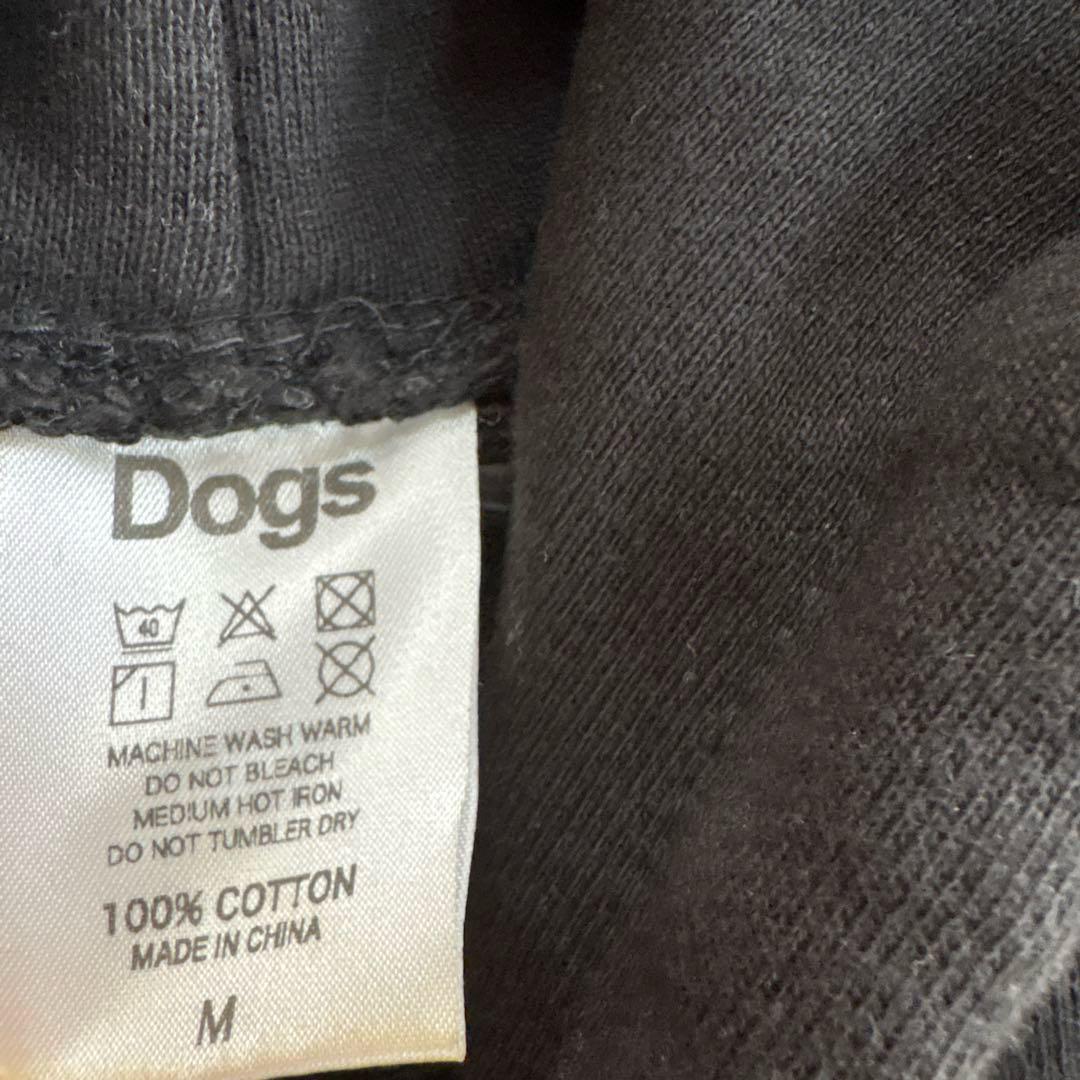 Dogs
40
MACHINE WASH WARM
DO NOT BLEACH
MEDIUM HOT IRON
DO NOT TUMBLER DRY
100% COTTON
MADE IN CHINA
M